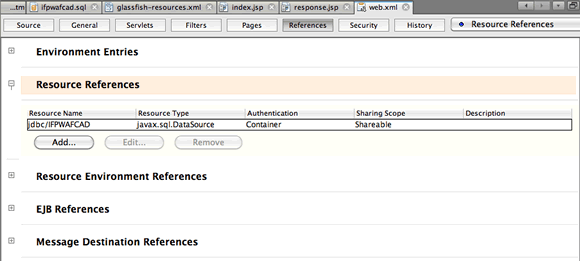 ...tm ifpwafcad.sql glassfish-resources.xml index.jsp response.jsp web.xml
Source General Servlets Filters Pages References Security History Resource References
Environment Entries
Resource References
Resource Name Resource Type Authentication Sharing Scope Description
jdbc/IFPWAFCAD javax.sql.DataSource Container Shareable
Add... Edit... Remove
Resource Environment References
EJB References
Message Destination References